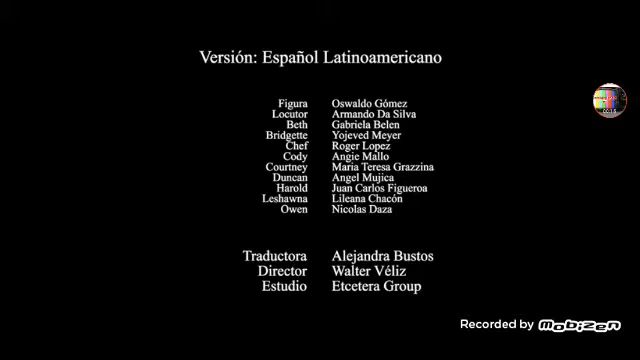 Versión: Español Latinoamericano
Figura Oswaldo Gómez
Locutor Armando Da Silva
Beth Gabriela Belen
Bridgette Yojeved Meyer
Chef Roger Lopez
Cody Angie Mallo
Courtney Maria Teresa Grazzina
Duncan Angel Mujica
Harold Juan Carlos Figueroa
Leshawna Lileana Chacón
Owen Nicolas Daza
Traductora Alejandra Bustos
Director Walter Véliz
Estudio Etcetera Group
Recorded by Mobizen